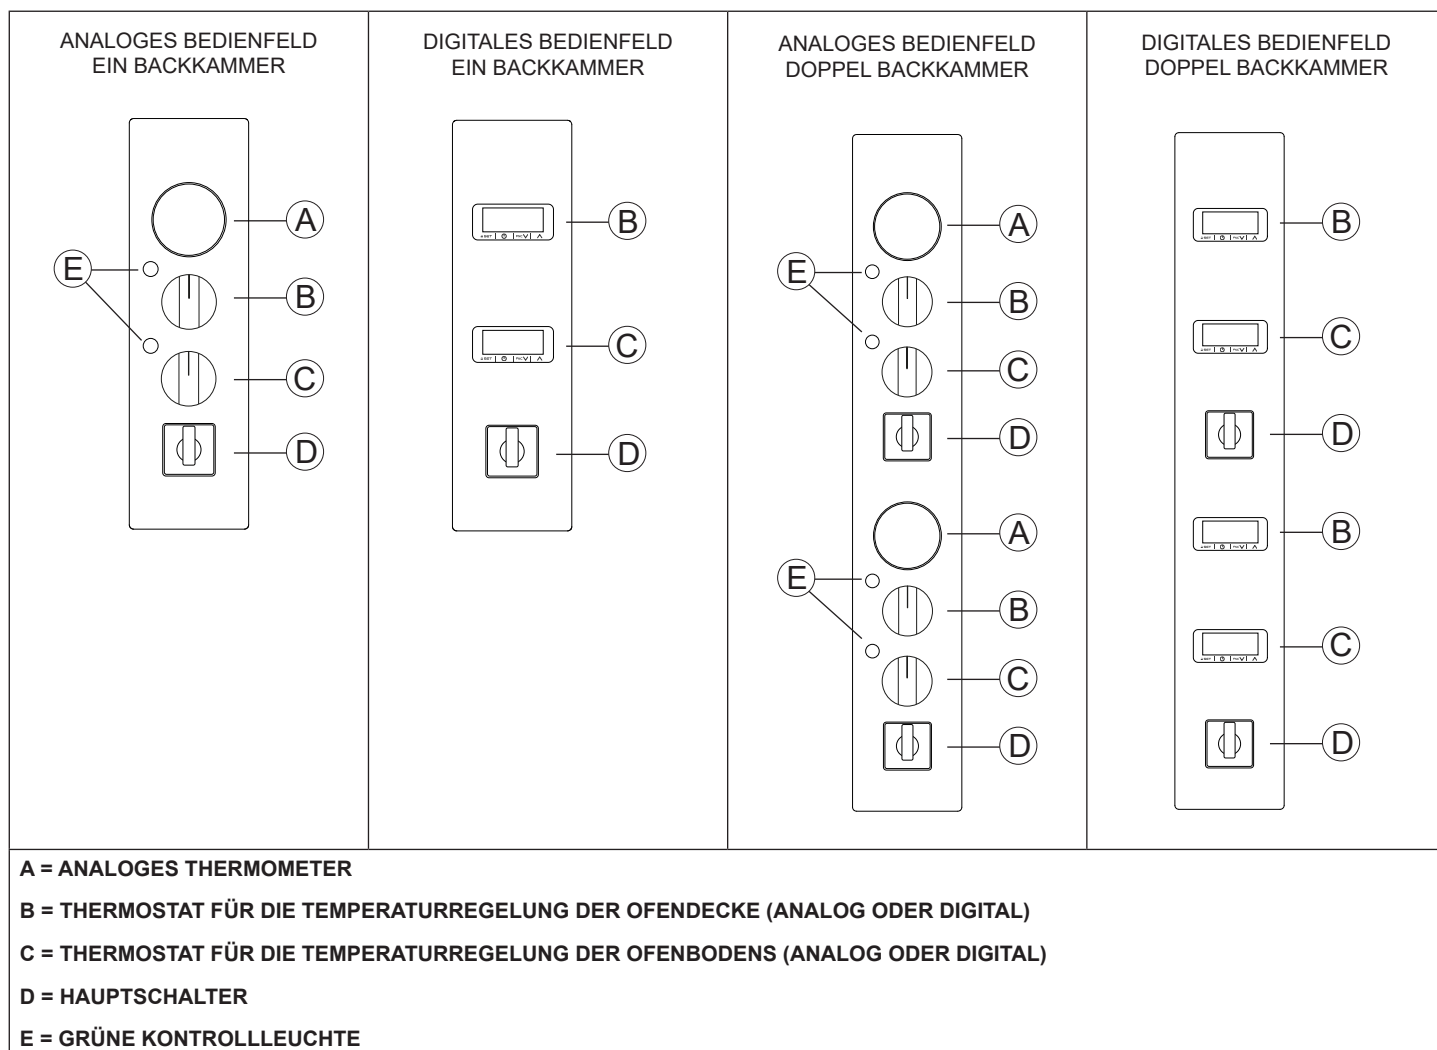 ANALOGES BEDIENFELD
EIN BACKKAMMER
A
E
B
C
D
DIGITALES BEDIENFELD
EIN BACKKAMMER
B
C
D
ANALOGES BEDIENFELD
DOPPEL BACKKAMMER
A
E
B
C
D
A
E
B
C
D
DIGITALES BEDIENFELD
DOPPEL BACKKAMMER
B
C
D
B
C
D
A = ANALOGES THERMOMETER
B = THERMOSTAT FÜR DIE TEMPERATURREGELUNG DER OFENDECKE (ANALOG ODER DIGITAL)
C = THERMOSTAT FÜR DIE TEMPERATURREGELUNG DER OFENBODENS (ANALOG ODER DIGITAL)
D = HAUPTSCHALTER
E = GRÜNE KONTROLLLEUCHTE